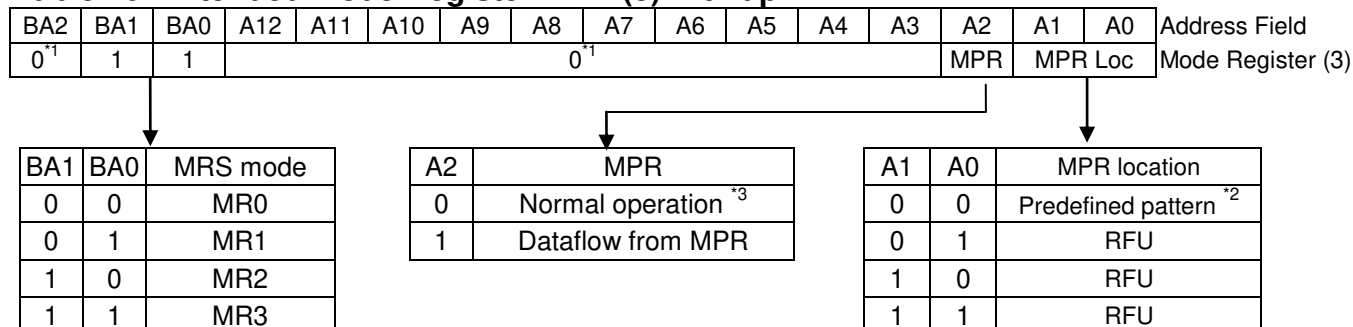 BA2 BA1 BA0 A12 A11 A10 A9 A8 A7 A6 A5 A4 A3 A2 A1 A0 Address Field
0*1 1 1 0*1 MPR MPR Loc Mode Register (3)
BA1 BA0 MRS mode
0 0 MR0
0 1 MR1
1 0 MR2
1 1 MR3
A2 MPR
0 Normal operation *3
1 Dataflow from MPR
A1 A0 MPR location
0 0 Predefined pattern *2
0 1 RFU
1 0 RFU
1 1 RFU